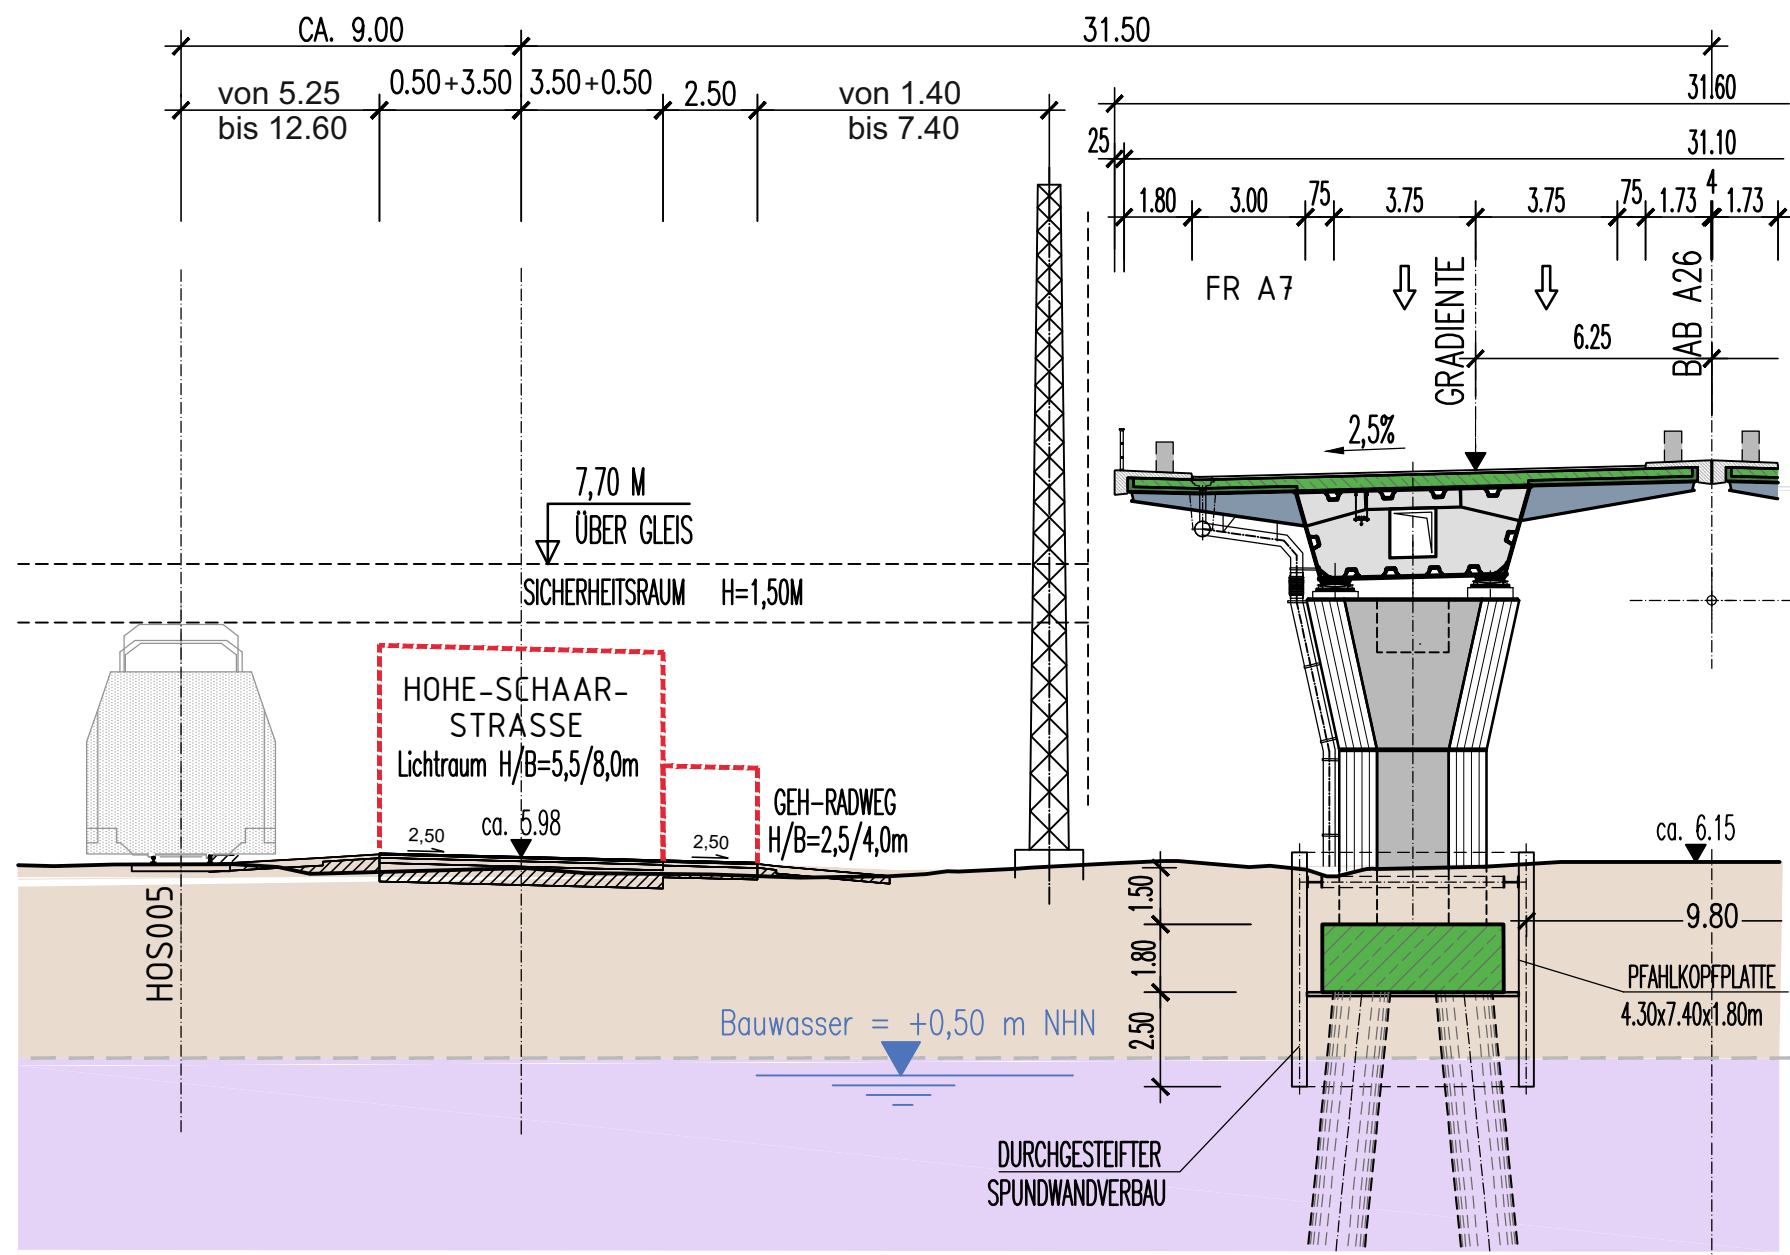 CA. 9.00
31.50
von 5.25
bis 12.60
0.50+3.50
3.50+0.50
2.50
von 1.40
bis 7.40
31.60
25
31.10
1.80
3.00
75
3.75
3.75
75
1.73
4
1.73
FR A7
GRADIENTE
BAB A26
6.25
2,5%
7,70 M
ÜBER GLEIS
SICHERHEITSRAUM H=1,50M
HOHE-SCHAAR-
STRASSE
Lichtraum H/B=5,5/8,0m
ca. 5.98
2,50
2,50
GEH-RADWEG
H/B=2,5/4,0m
ca. 6.15
HOS005
1.50
1.80
2.50
9.80
PFAHLKOPFPLATTE
4.30x7.40x1.80m
Bauwasser = +0,50 m NHN
DURCHGESTEIFTER
SPUNDWANDVERBAU